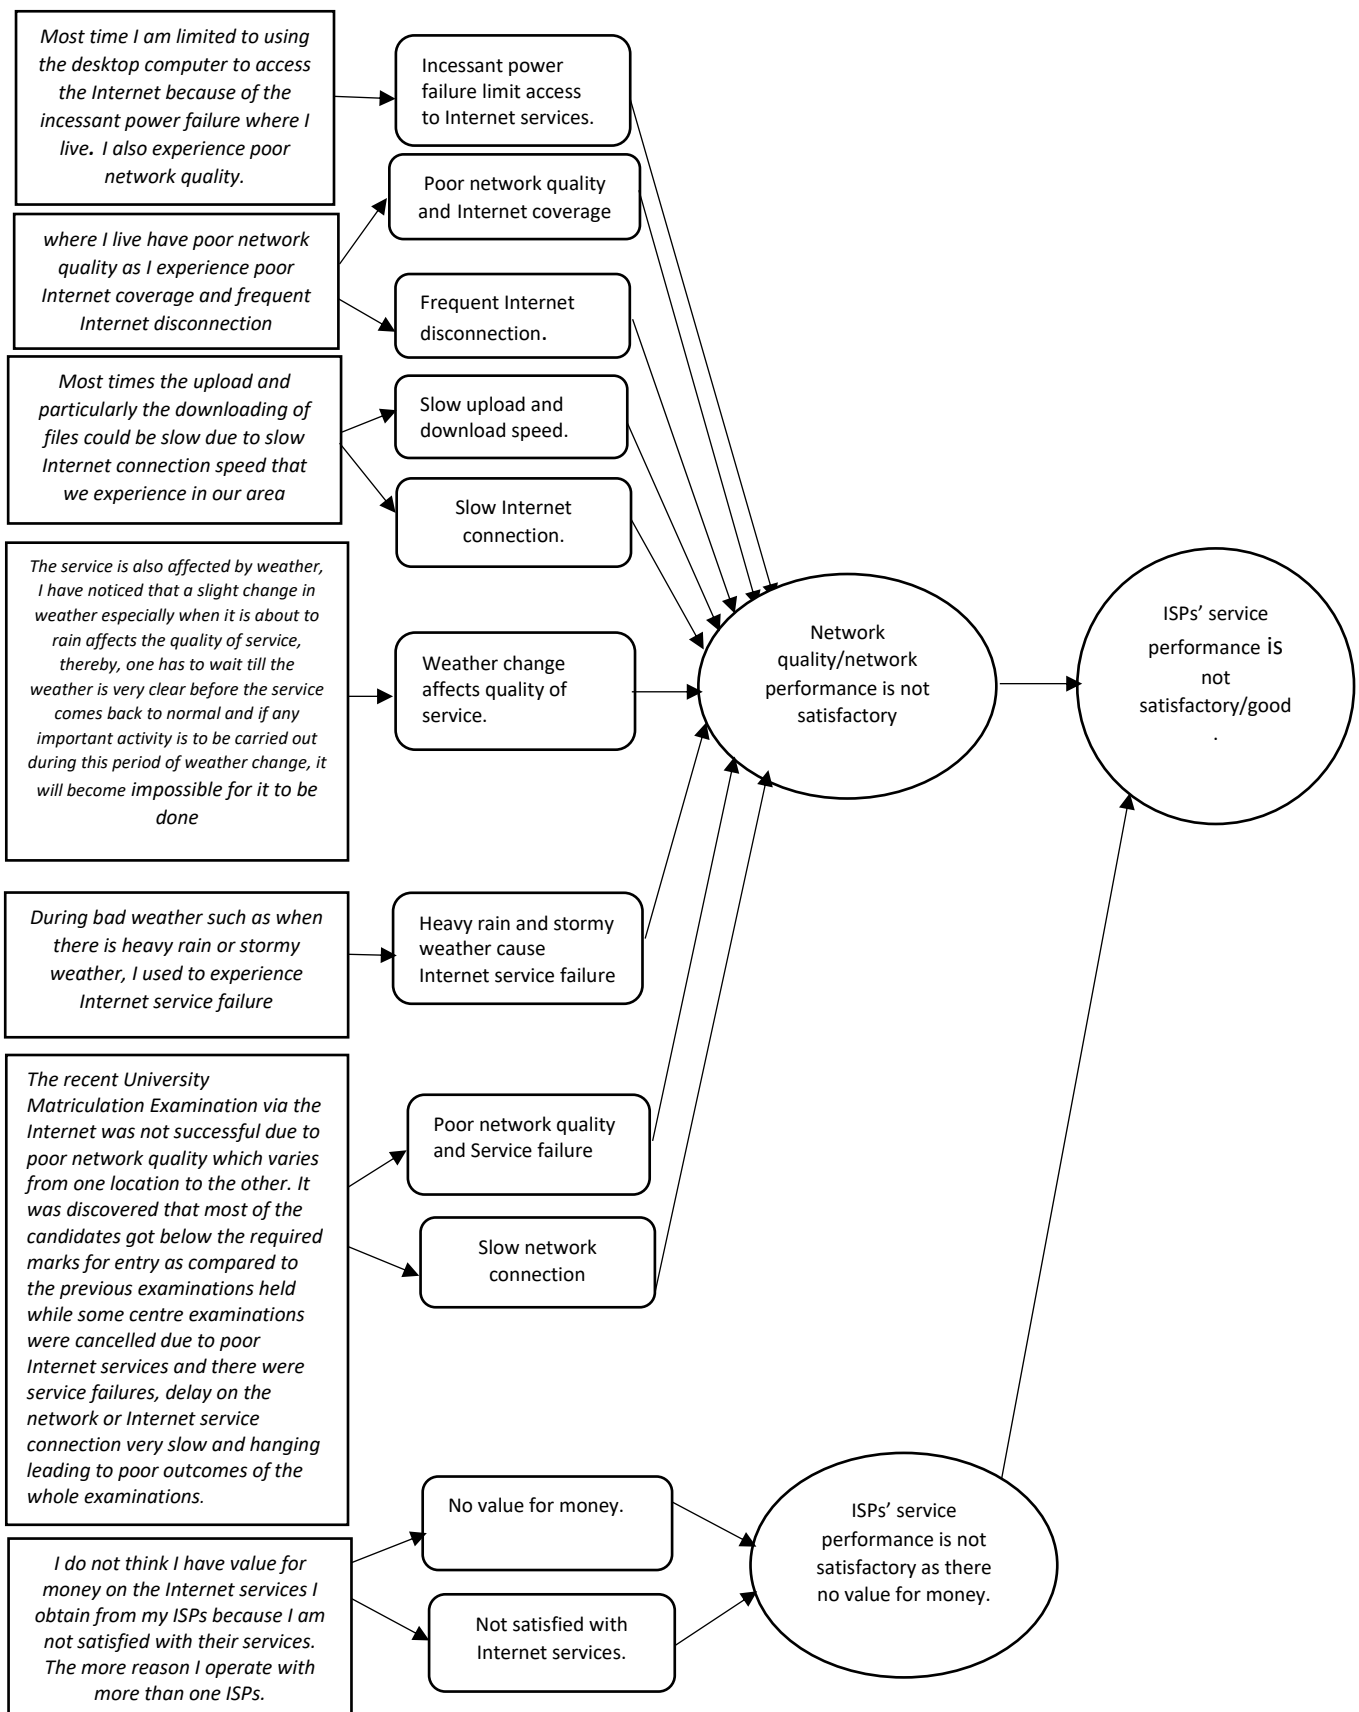 Most time I am limited to using
the desktop computer to access
the Internet because of the
incessant power failure where I
live. I also experience poor
network quality.
Incessant power
failure limit access
to Internet services.
where I live have poor network
quality as I experience poor
Internet coverage and frequent
Internet disconnection
Poor network quality
and Internet coverage
Frequent Internet
disconnection.
Most times the upload and
particularly the downloading of
files could be slow due to slow
Internet connection speed that
we experience in our area
Slow upload and
download speed.
Slow Internet
connection.
The service is also affected by weather,
I have noticed that a slight change in
weather especially when it is about to
rain affects the quality of service,
thereby, one has to wait till the
weather is very clear before the service
comes back to normal and if any
important activity is to be carried out
during this period of weather change, it
will become impossible for it to be
done
Weather change
affects quality of
service.
Network
quality/network
performance is not
satisfactory
ISPs’ service
performance is
not
satisfactory/good
.
During bad weather such as when
there is heavy rain or stormy
weather, I used to experience
Internet service failure
Heavy rain and stormy
weather cause
Internet service failure
The recent University
Matriculation Examination via the
Internet was not successful due to
poor network quality which varies
from one location to the other. It
was discovered that most of the
candidates got below the required
marks for entry as compared to
the previous examinations held
while some centre examinations
were cancelled due to poor
Internet services and there were
service failures, delay on the
network or Internet service
connection very slow and hanging
leading to poor outcomes of the
whole examinations.
Poor network quality
and Service failure
Slow network
connection
I do not think I have value for
money on the Internet services I
obtain from my ISPs because I am
not satisfied with their services.
The more reason I operate with
more than one ISPs.
No value for money.
Not satisfied with
Internet services.
ISPs’ service
performance is not
satisfactory as there
no value for money.